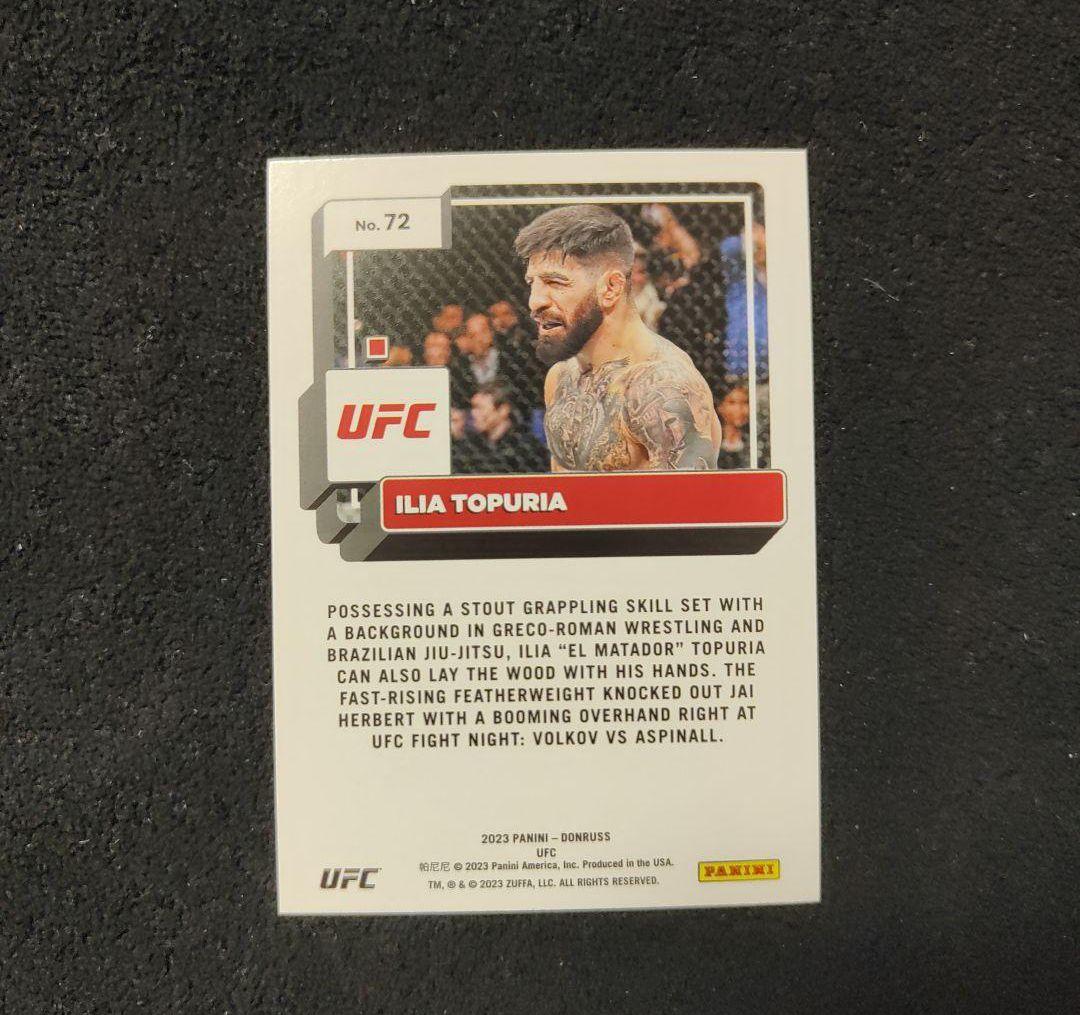 No. 72
UFC
ILIA TOPURIA
POSSESSING A STOUT GRAPPLING SKILL SET WITH
A BACKGROUND IN GRECO-ROMAN WRESTLING AND
BRAZILIAN JIU-JITSU, ILIA “EL MATADOR” TOPURIA
CAN ALSO LAY THE WOOD WITH HIS HANDS. THE
FAST-RISING FEATHERWEIGHT KNOCKED OUT JAI
HERBERT WITH A BOOMING OVERHAND RIGHT AT
UFC FIGHT NIGHT: VOLKOV VS ASPINALL.
2023 PANINI – DONRUSS
UFC
帕尼尼 © 2023 Panini America, Inc. Produced in the USA.
TM, ® & © 2023 ZUFFA, LLC. ALL RIGHTS RESERVED.
UFC
PANINI